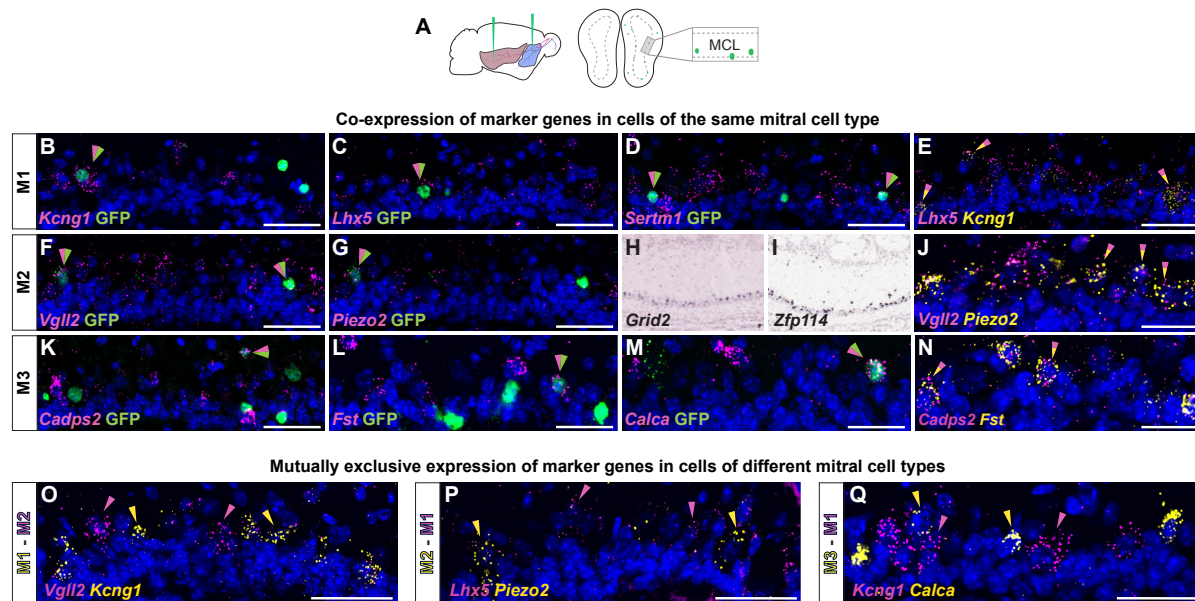 A
MCL
Co-expression of marker genes in cells of the same mitral cell type
M1
B
Kcng1 GFP
C
Lhx5 GFP
D
Sertm1 GFP
E
Lhx5 Kcng1
M2
F
Vgll2 GFP
G
Piezo2 GFP
H
Grid2
I
Zfp114
J
Vgll2 Piezo2
M3
K
Cadps2 GFP
L
Fst GFP
M
Calca GFP
N
Cadps2 Fst
Mutually exclusive expression of marker genes in cells of different mitral cell types
M1 - M2
O
Vgll2 Kcng1
M2 - M1
P
Lhx5 Piezo2
M3 - M1
Q
Kcng1 Calca